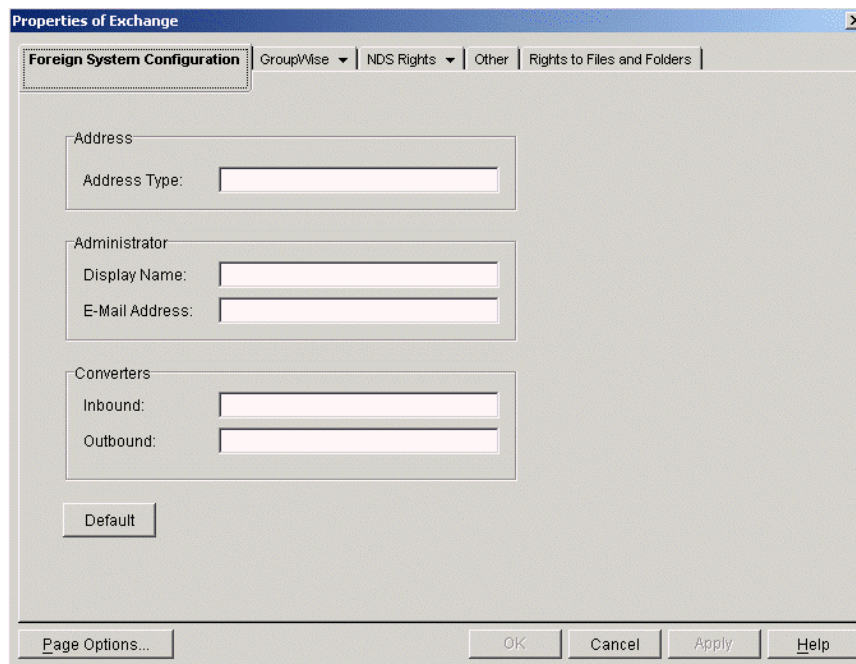 Properties of Exchange
Foreign System Configuration GroupWise NDS Rights Other Rights to Files and Folders
Address
Address Type:
Administrator
Display Name:
E-Mail Address:
Converters
Inbound:
Outbound:
Default
Page Options... OK Cancel Apply Help